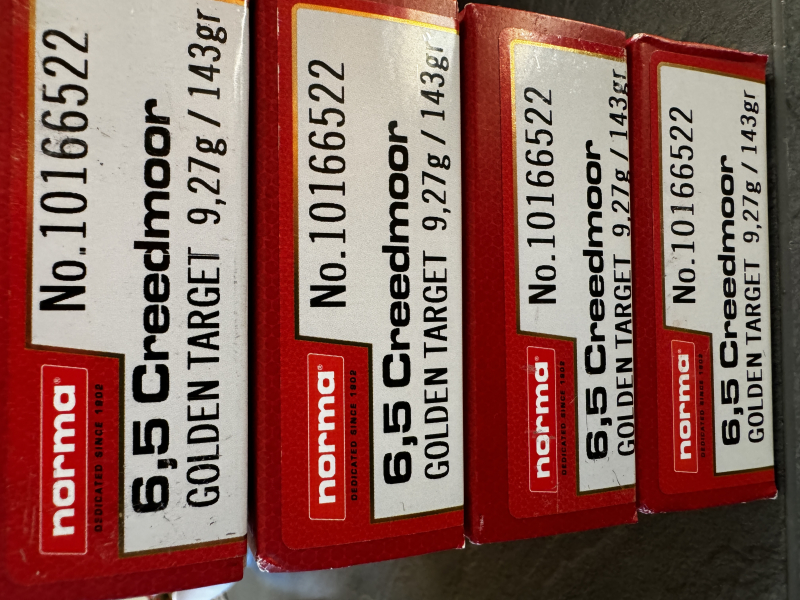 No.10166522
norma®
DEDICATED SINCE 1902
6,5 Creedmoor
GOLDEN TARGET 9,27g / 143gr
No.10166522
norma®
DEDICATED SINCE 1902
6,5 Creedmoor
GOLDEN TARGET 9,27g / 143gr
No.10166522
norma®
DEDICATED SINCE 1902
6,5 Creedmoor
GOLDEN TARGET 9,27g / 143gr
No.10166522
norma®
DEDICATED SINCE 1902
6,5 Creedmoor
GOLDEN TARGET 9,27g / 143gr